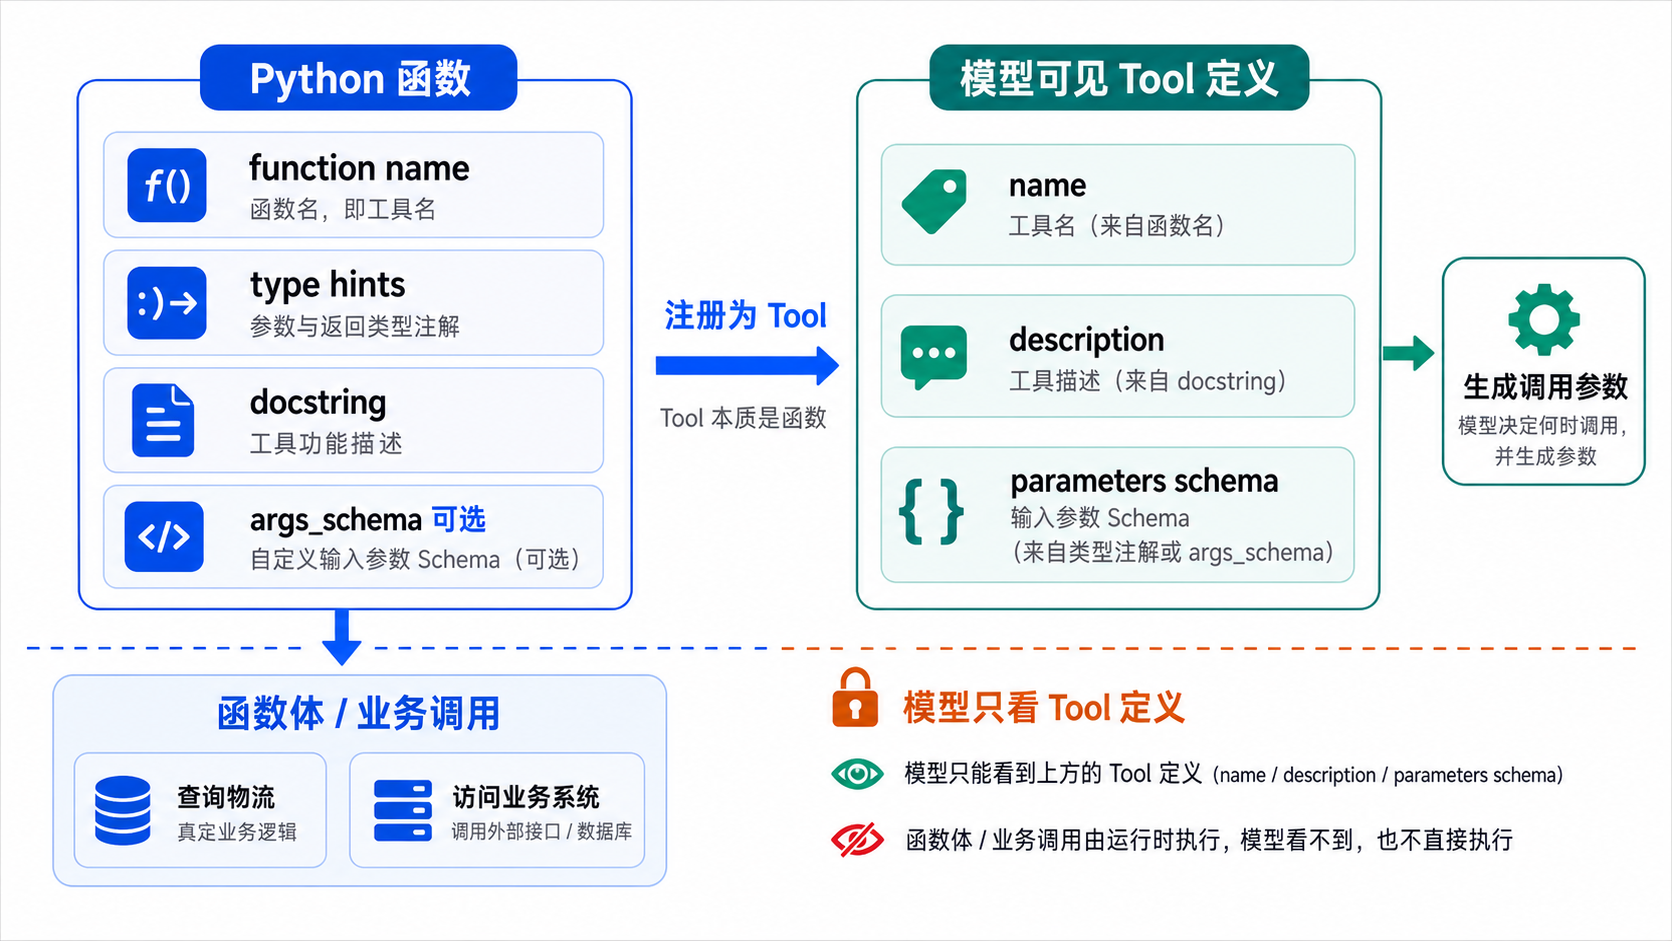 Python 函数
f()
function name
函数名，即工具名
:)→
type hints
参数与返回类型注解
docstring
工具功能描述
</>
args_schema 可选
自定义输入参数 Schema（可选）
注册为 Tool
Tool 本质是函数
模型可见 Tool 定义
name
工具名（来自函数名）
description
工具描述（来自 docstring）
{ }
parameters schema
输入参数 Schema
（来自类型注解或 args_schema）
生成调用参数
模型决定何时调用，
并生成参数
函数体 / 业务调用
查询物流
真定业务逻辑
访问业务系统
调用外部接口 / 数据库
模型只看 Tool 定义
模型只能看到上方的 Tool 定义（name / description / parameters schema）
函数体 / 业务调用由运行时执行，模型看不到，也不直接执行